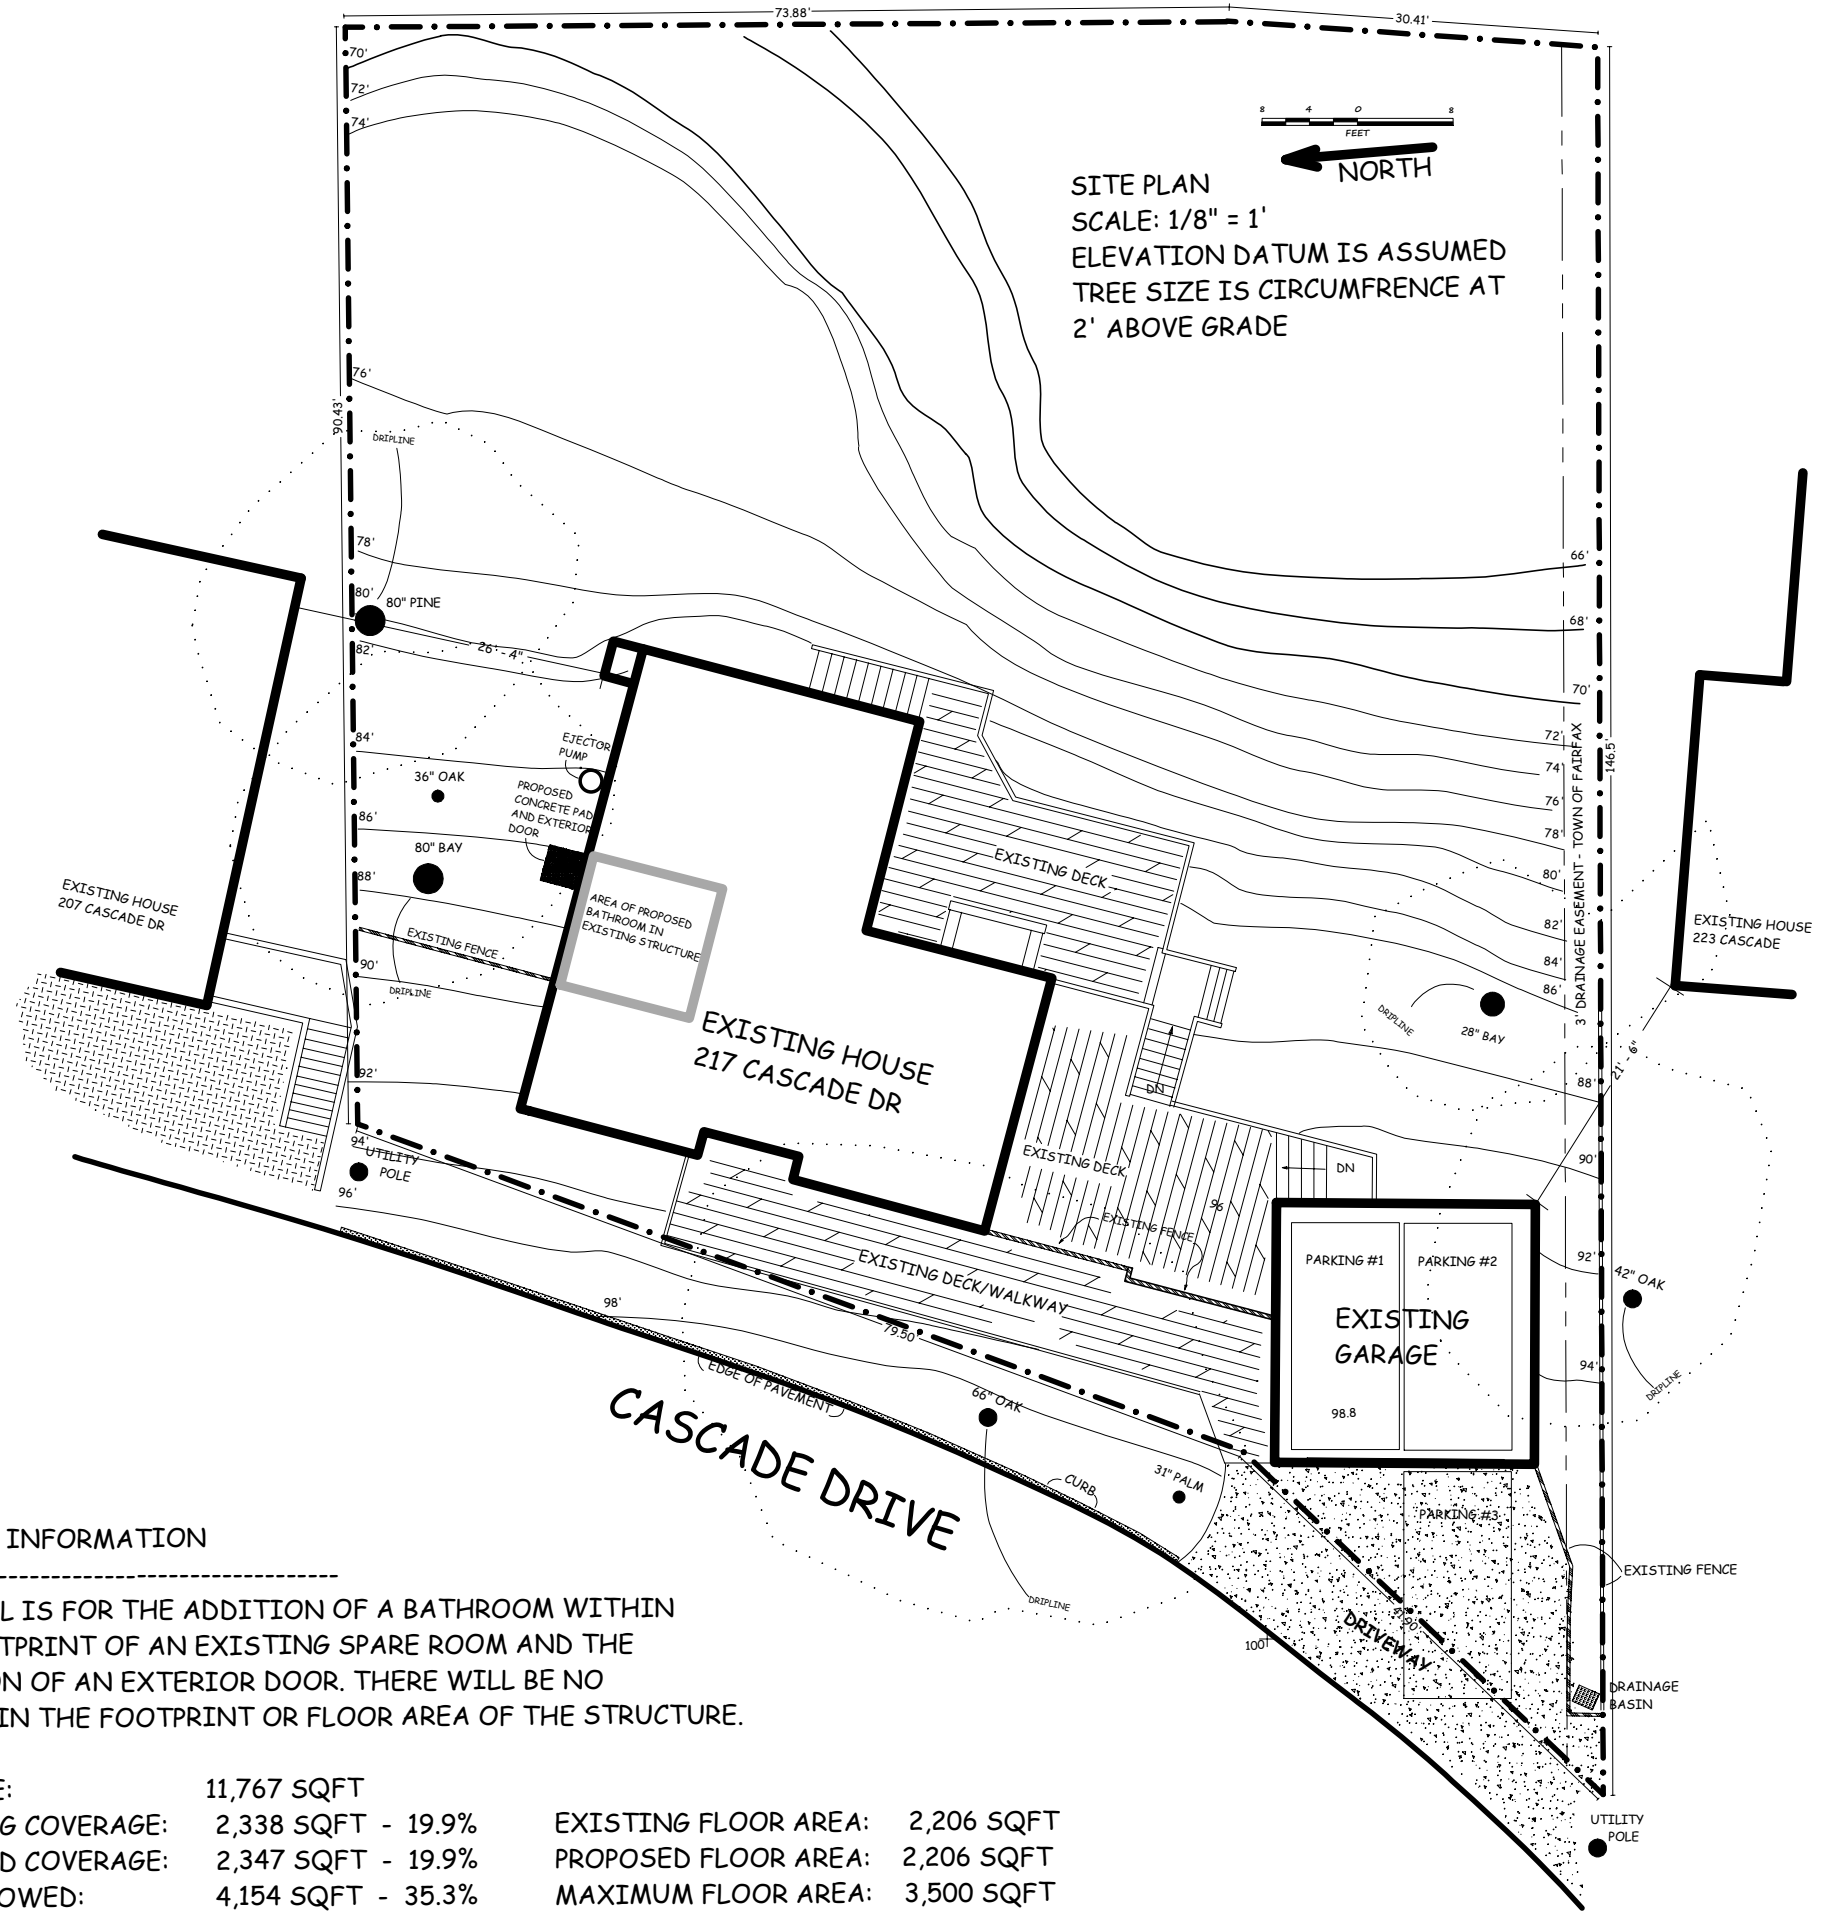 73.88'
30.41'
70'
72'
74'
8 4 0 8
FEET
NORTH
SITE PLAN
SCALE: 1/8" = 1'
ELEVATION DATUM IS ASSUMED
TREE SIZE IS CIRCUMFRENCE AT
2' ABOVE GRADE
76'
90.43'
DRIPLINE
78'
80'
80" PINE
82'
26' - 4"
66'
68'
70'
84'
36" OAK
EJECTOR
PUMP
PROPOSED
CONCRETE PAD
AND EXTERIOR
DOOR
86'
80" BAY
88'
72'
74'
76'
78'
80'
82'
84'
86'
146.5'
3' DRAINAGE EASEMENT - TOWN OF FAIRFAX
EXISTING DECK
EXISTING HOUSE
207 CASCADE DR
AREA OF PROPOSED
BATHROOM IN
EXISTING STRUCTURE
EXISTING FENCE
90'
DRIPLINE
EXISTING HOUSE
223 CASCADE
DRIPLINE
28" BAY
EXISTING HOUSE
217 CASCADE DR
21' - 6"
92'
DN
88'
94'
UTILITY
POLE
96'
EXISTING DECK
DN
90'
96
EXISTING FENCE
EXISTING DECK/WALKWAY
PARKING #1
PARKING #2
92'
42" OAK
98'
79.50
EXISTING
GARAGE
94'
EDGE OF PAVEMENT
DRIPLINE
66" OAK
98.8
CASCADE DRIVE
31" PALM
CURB
PARKING #3
INFORMATION
----------------------------------
EXISTING FENCE
L IS FOR THE ADDITION OF A BATHROOM WITHIN
TPRINT OF AN EXISTING SPARE ROOM AND THE
ON OF AN EXTERIOR DOOR. THERE WILL BE NO
IN THE FOOTPRINT OR FLOOR AREA OF THE STRUCTURE.
DRIPLINE
DRIVEWAY
100
DRAINAGE
BASIN
E: 11,767 SQFT
G COVERAGE: 2,338 SQFT - 19.9% EXISTING FLOOR AREA: 2,206 SQFT
D COVERAGE: 2,347 SQFT - 19.9% PROPOSED FLOOR AREA: 2,206 SQFT
OWED: 4,154 SQFT - 35.3% MAXIMUM FLOOR AREA: 3,500 SQFT
UTILITY
POLE